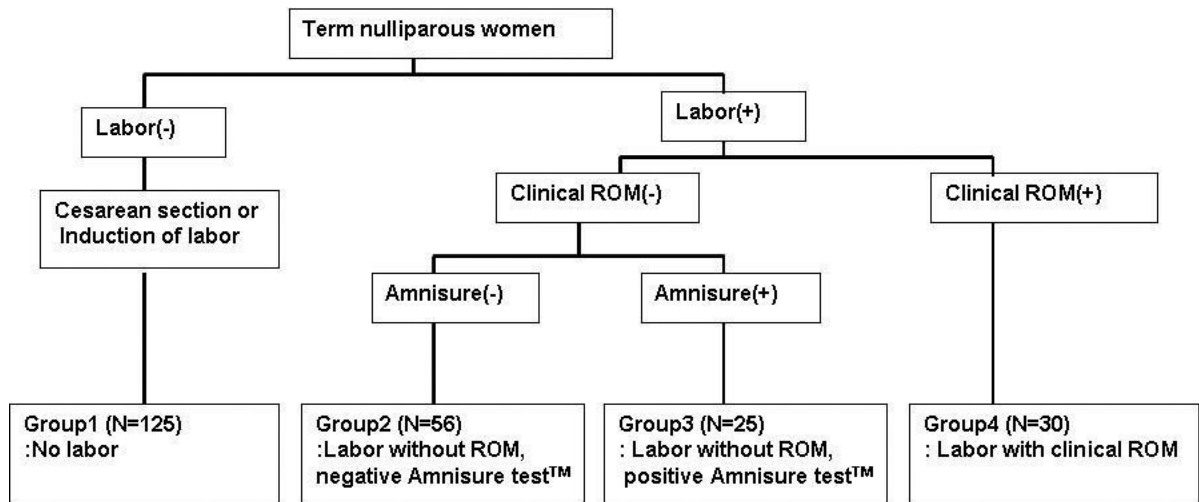 Term nulliparous women
Labor(-)
Labor(+)
Cesarean section or
Induction of labor
Clinical ROM(-)
Clinical ROM(+)
Amnisure(-)
Amnisure(+)
Group1 (N=125)
:No labor
Group2 (N=56)
:Labor without ROM,
negative Amnisure test™
Group3 (N=25)
: Labor without ROM,
positive Amnisure test™
Group4 (N=30)
: Labor with clinical ROM